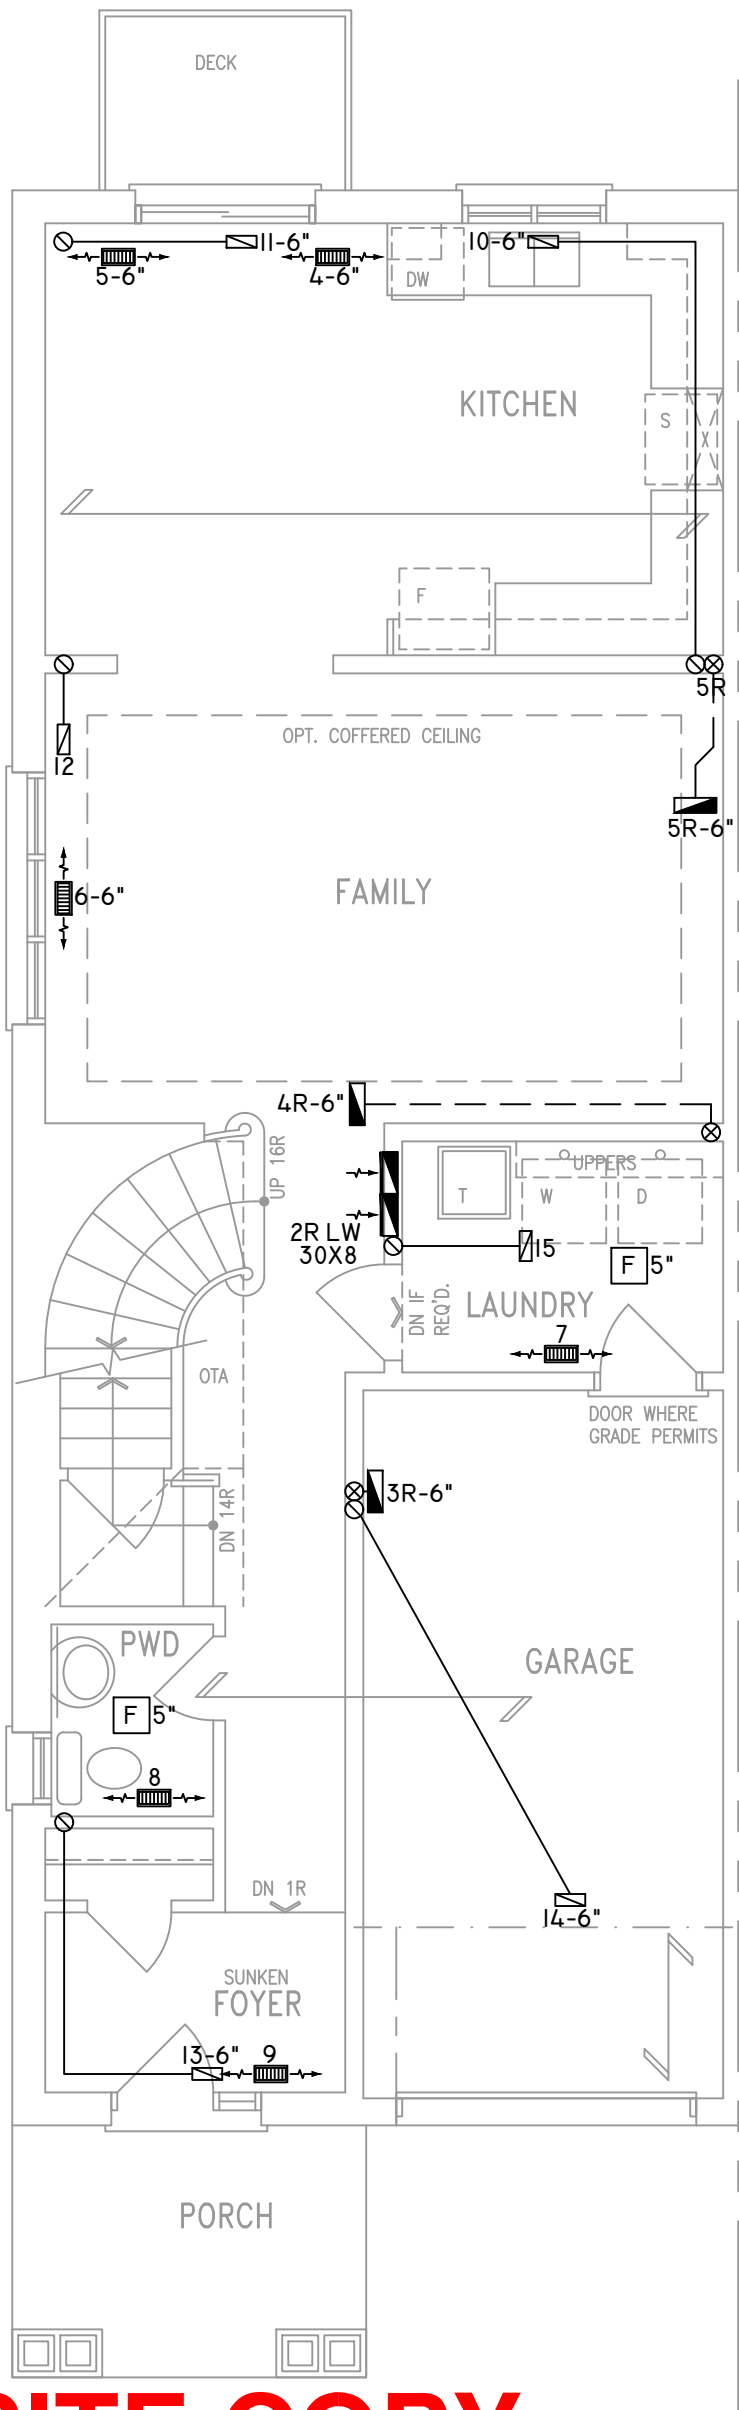 DECK
11-6"
10-6"
5-6"
4-6"
DW
KITCHEN
S
F
5R
OPT. COFFERED CEILING
12
5R-6"
6-6"
FAMILY
4R-6"
UP 16R
UPPERS
T
W
D
2R LW
30X8
15
F 5"
DN IF
REQ'D.
LAUNDRY
7
OTA
DOOR WHERE
GRADE PERMITS
3R-6"
DN 14R
PWD
GARAGE
F 5"
8
DN 1R
14-6"
SUNKEN
FOYER
13-6"
9
PORCH
SITE COPY